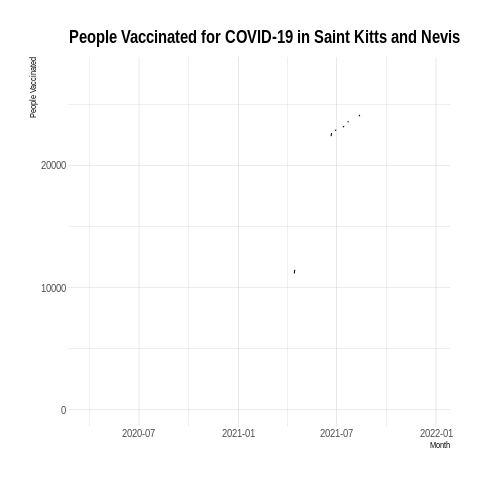 People Vaccinated for COVID-19 in Saint Kitts and Nevis
People Vaccinated
20000
10000
0
2020-07 2021-01 2021-07 2022-01
Month